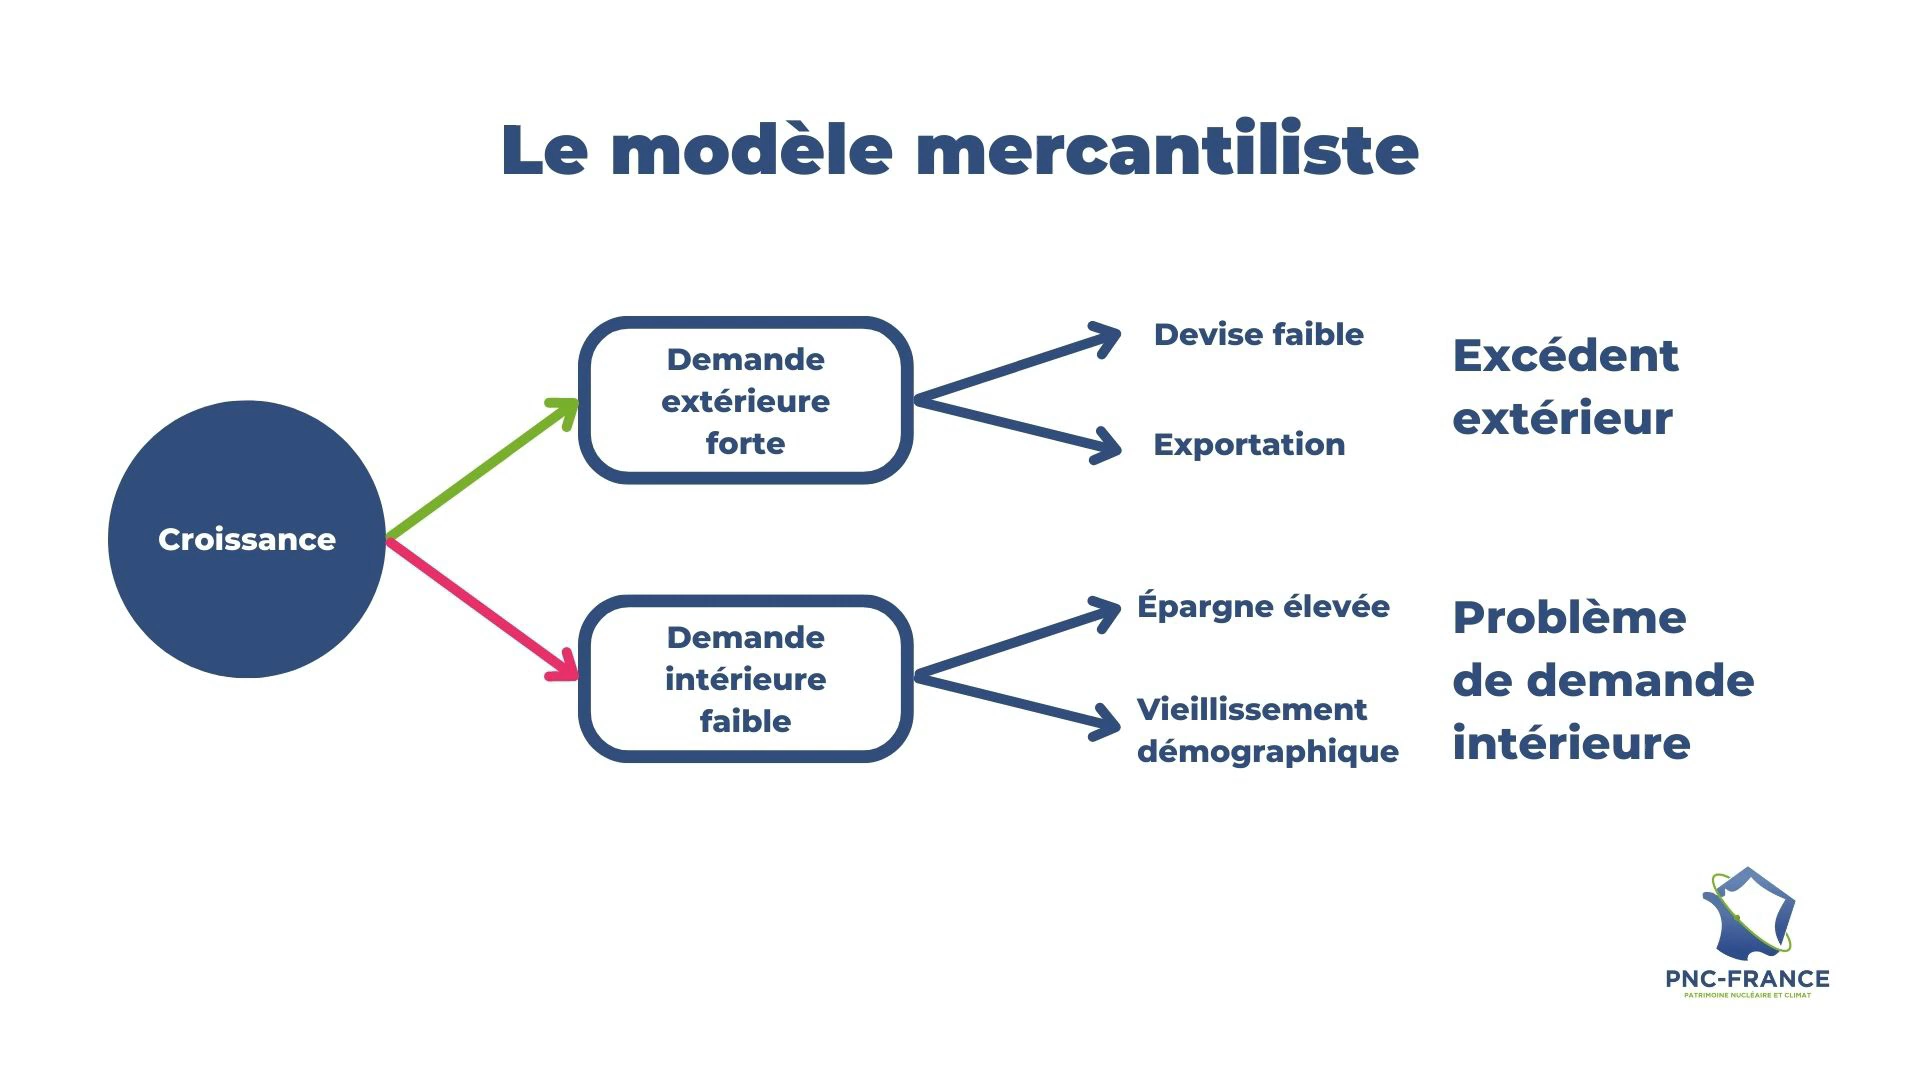 Le modèle mercantiliste
Croissance
Demande
extérieure
forte
Devise faible
Exportation
Excédent
extérieur
Demande
intérieure
faible
Épargne élevée
Vieillissement
démographique
Problème
de demande
intérieure
PNC-FRANCE
PATRIMOINE NUCLÉAIRE ET CLIMAT